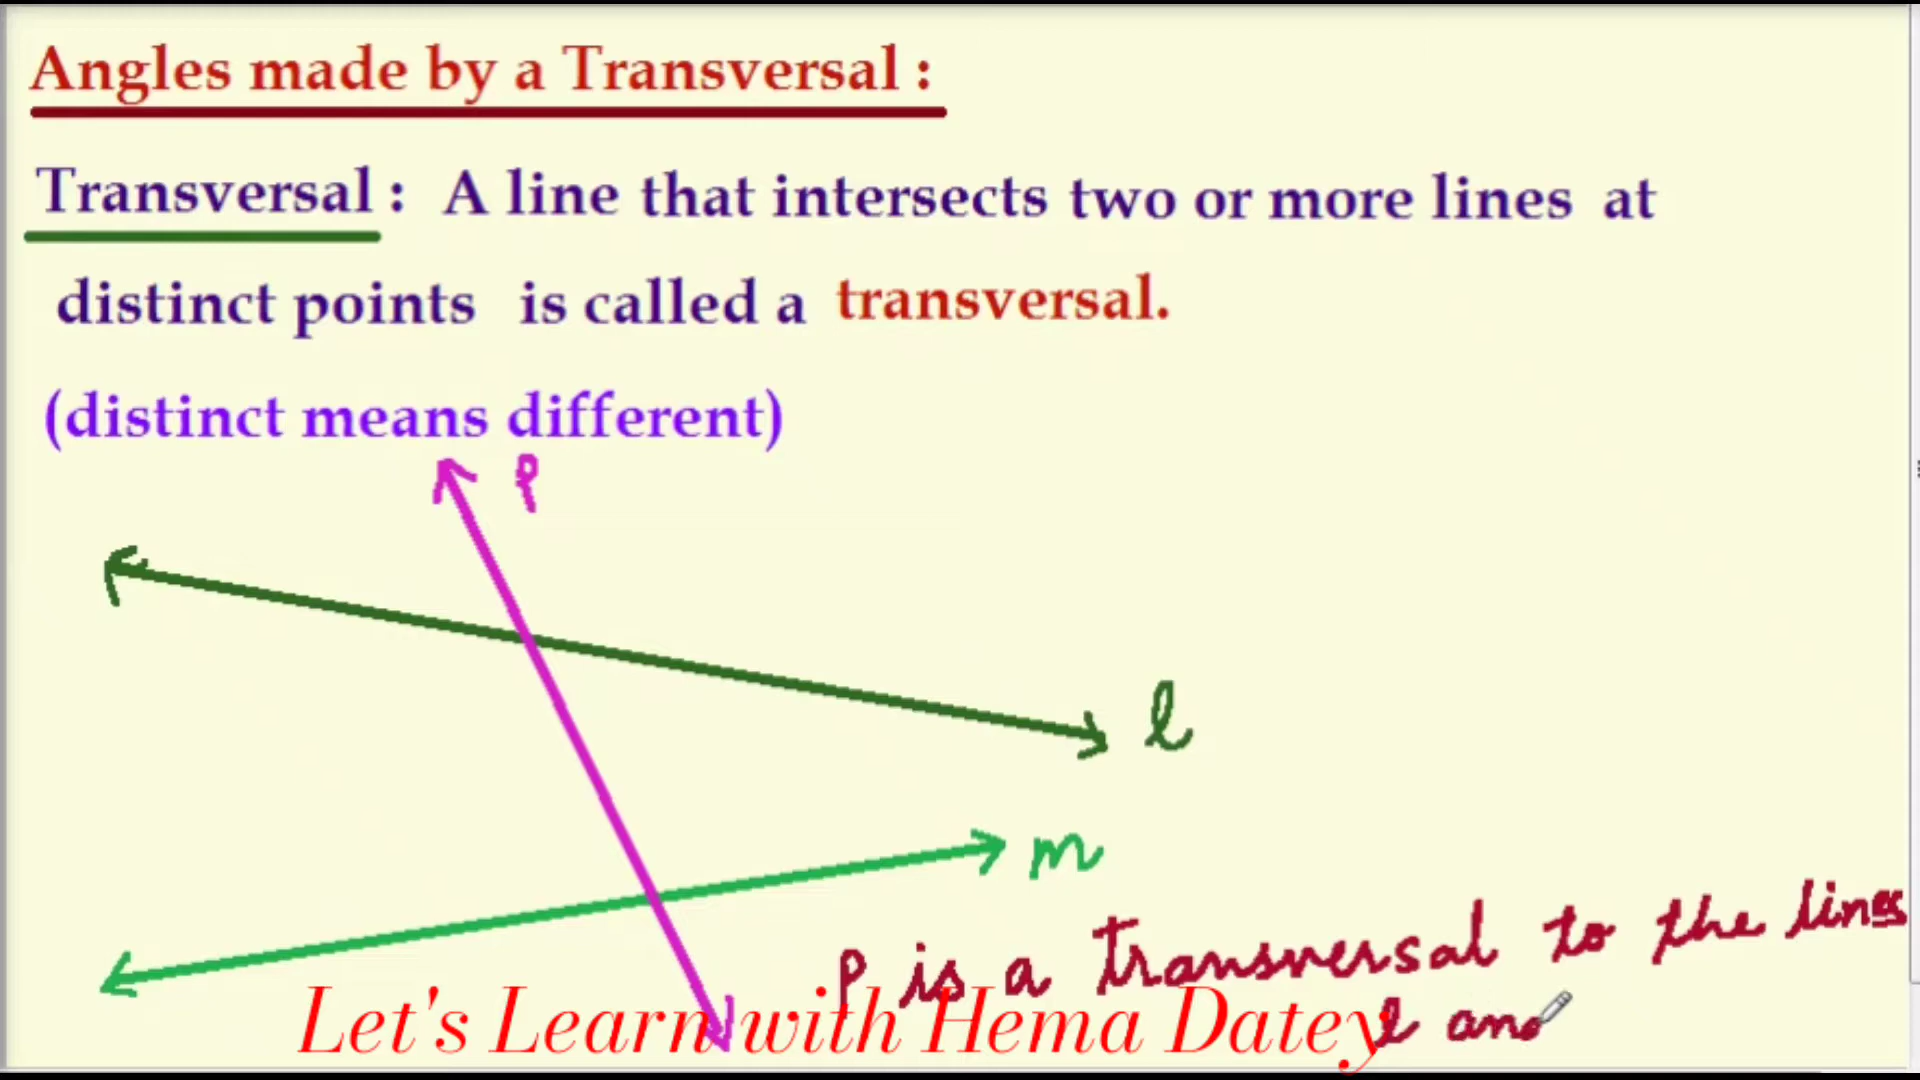 Angles made by a Transversal :
Transversal : A line that intersects two or more lines at
distinct points is called a transversal.
(distinct means different)
p
l
m
p is a transversal to the lines
l and
Let's Learn with Hema Datey